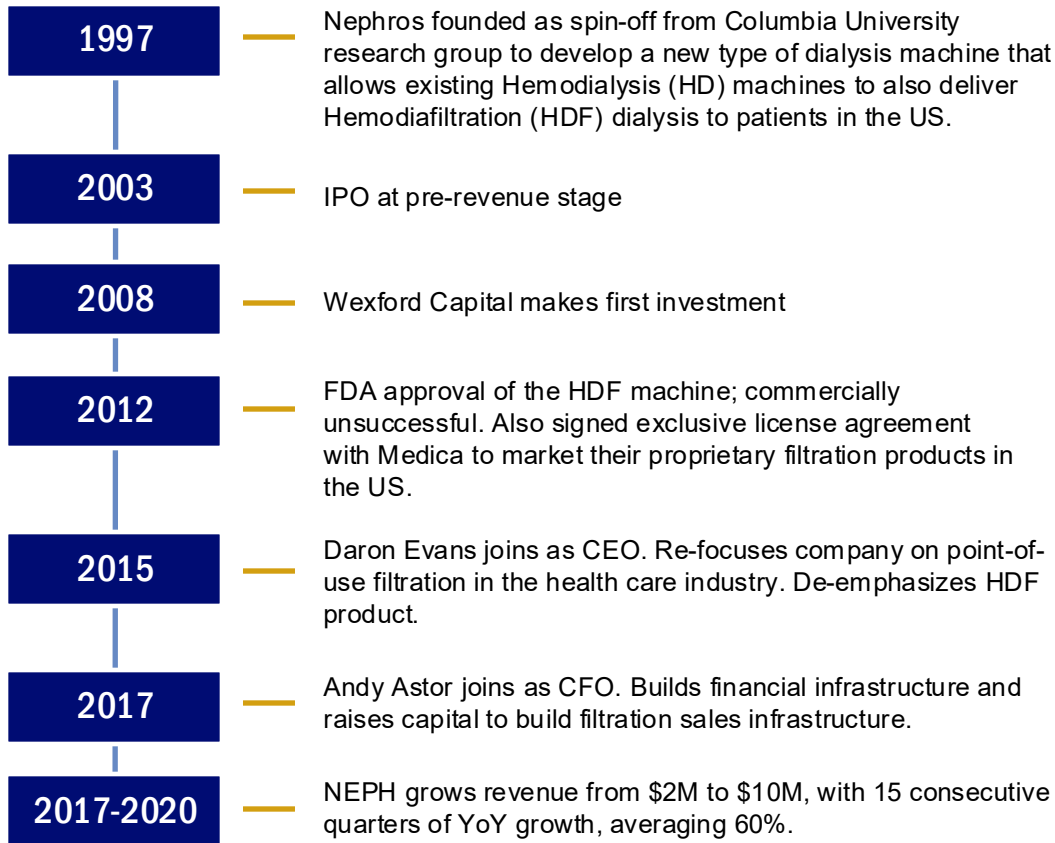 1997
Nephros founded as spin-off from Columbia University
research group to develop a new type of dialysis machine that
allows existing Hemodialysis (HD) machines to also deliver
Hemodiafiltration (HDF) dialysis to patients in the US.
2003
IPO at pre-revenue stage
2008
Wexford Capital makes first investment
2012
FDA approval of the HDF machine; commercially
unsuccessful. Also signed exclusive license agreement
with Medica to market their proprietary filtration products in
the US.
2015
Daron Evans joins as CEO. Re-focuses company on point-of-
use filtration in the health care industry. De-emphasizes HDF
product.
2017
Andy Astor joins as CFO. Builds financial infrastructure and
raises capital to build filtration sales infrastructure.
2017-2020
NEPH grows revenue from $2M to $10M, with 15 consecutive
quarters of YoY growth, averaging 60%.